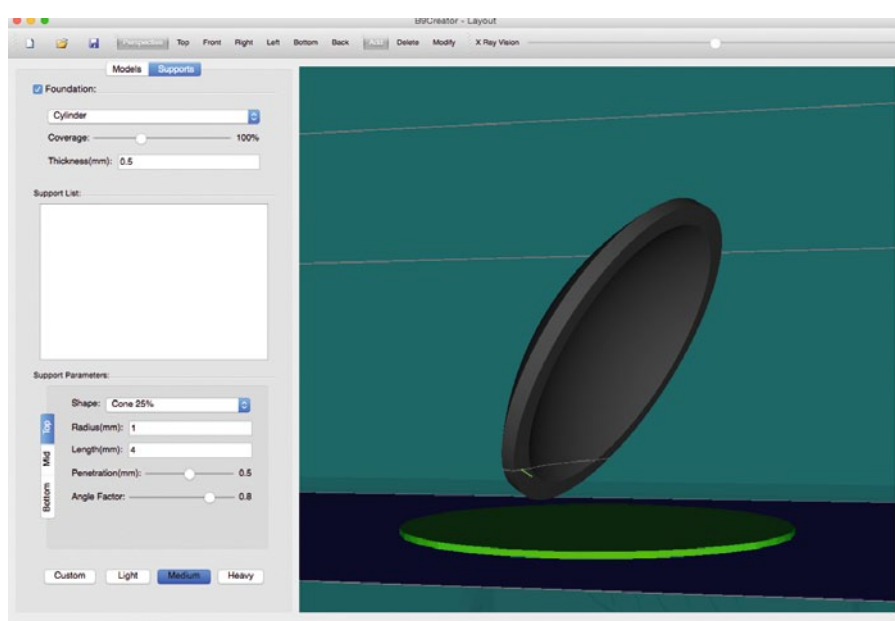 B9Creator - Layout
Perspective Top Front Right Left Bottom Back Add Delete Modify X Ray Vision
Models Supports
Foundation:
Cylinder
Coverage: 100%
Thickness(mm): 0.5
Support List:
Support Parameters:
Shape: Cone 25%
Top
Radius(mm): 1
Mid
Length(mm): 4
Penetration(mm): 0.5
Bottom
Angle Factor: 0.8
Custom Light Medium Heavy